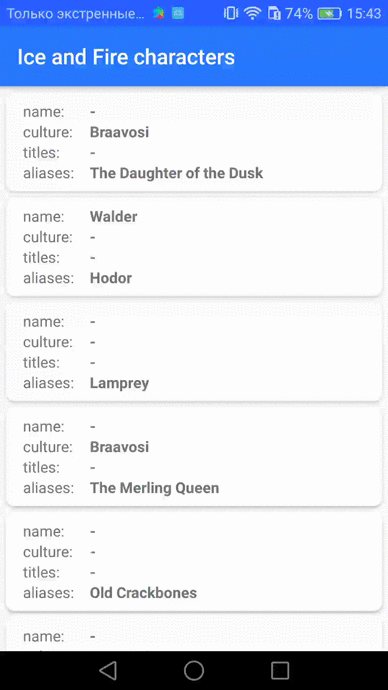 Только экстренные... 74% 15:43
Ice and Fire characters
name: -
culture: Braavosi
titles: -
aliases: The Daughter of the Dusk
name: Walder
culture: -
titles: -
aliases: Hodor
name: -
culture: -
titles: -
aliases: Lamprey
name: -
culture: Braavosi
titles: -
aliases: The Merling Queen
name: -
culture: -
titles: -
aliases: Old Crackbones
name: -